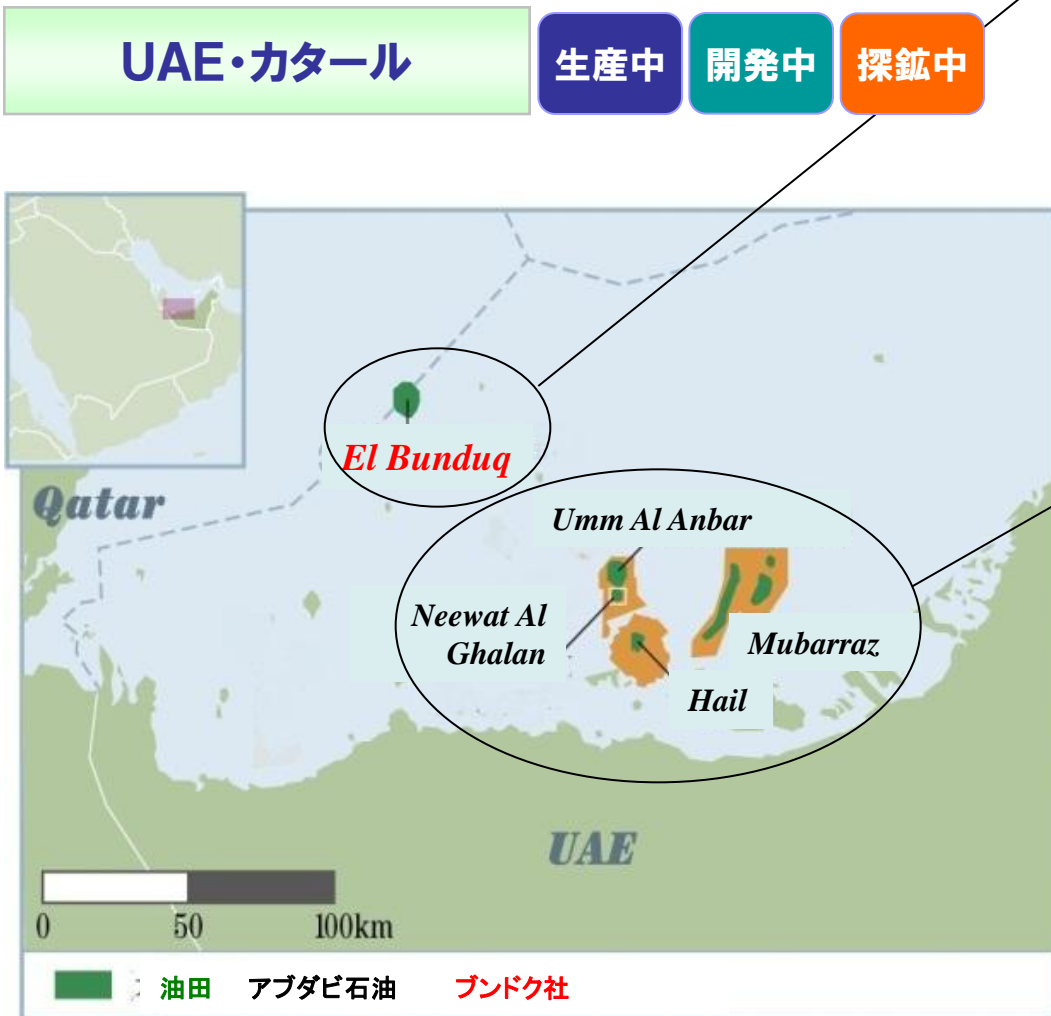 UAE・カタール
生産中
開発中
探鉱中
El Bunduq
Qatar
Umm Al Anbar
Neewat Al
Ghalan
Mubarraz
Hail
UAE
0 50 100km
油田 アブダビ石油 ブンドク社